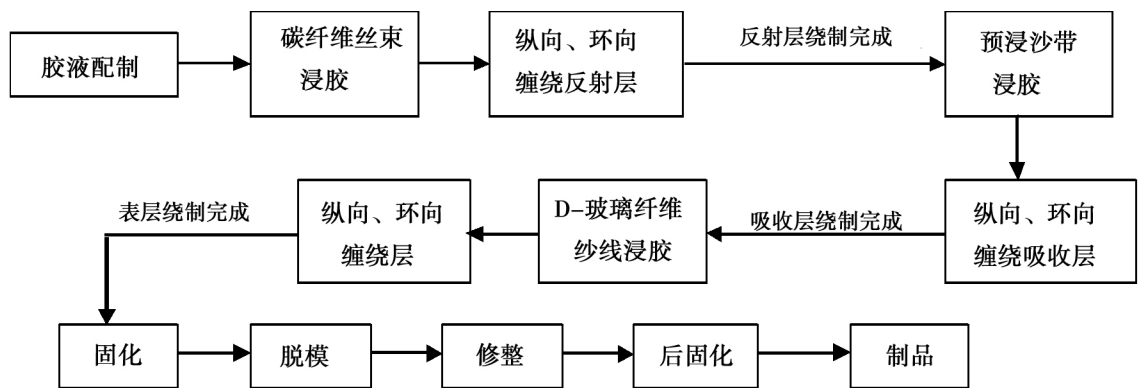 胶液配制
碳纤维丝束
浸胶
纵向、环向
缠绕反射层
反射层绕制完成
预浸沙带
浸胶
纵向、环向
缠绕吸收层
吸收层绕制完成
D-玻璃纤维
纱线浸胶
纵向、环向
缠绕层
表层绕制完成
固化
脱模
修整
后固化
制品